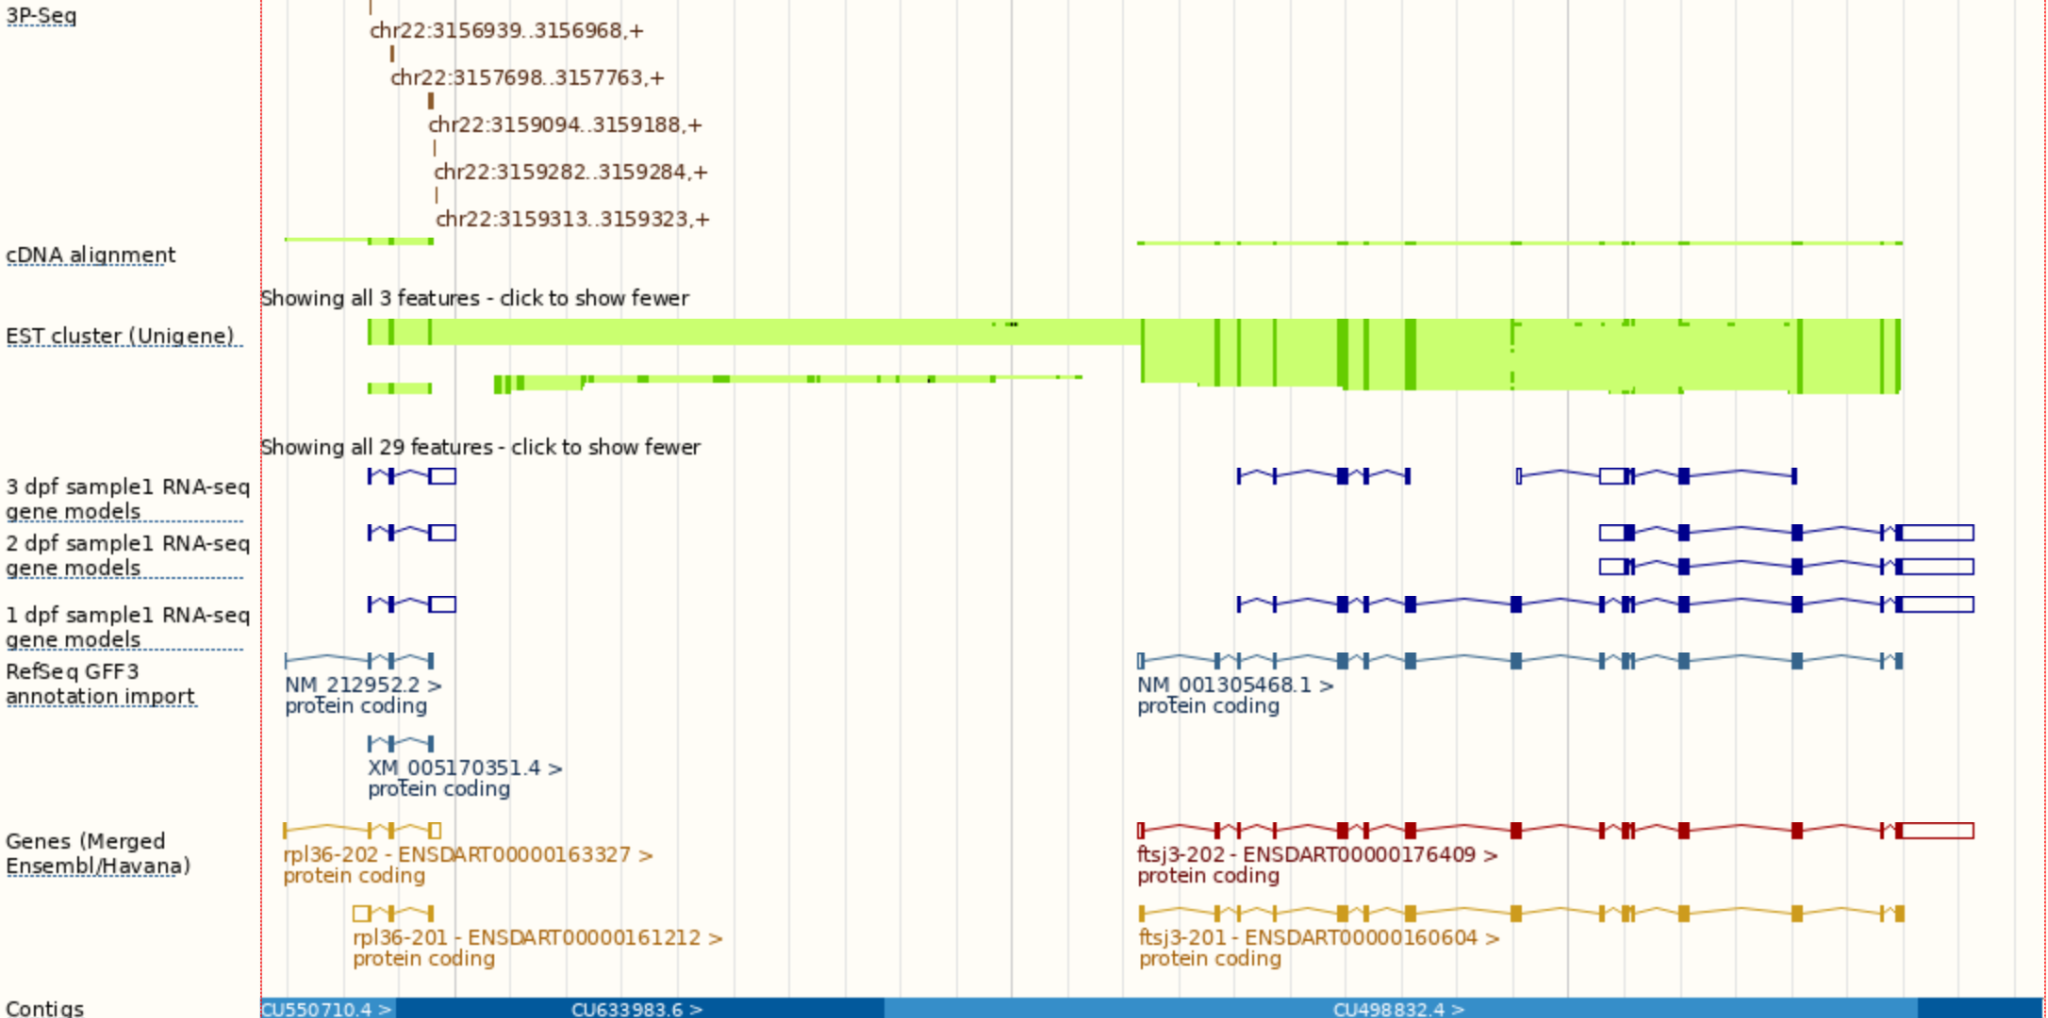 3P-Seq
chr22:3156939..3156968,+
chr22:3157698..3157763,+
chr22:3159094..3159188,+
chr22:3159282..3159284,+
chr22:3159313..3159323,+
cDNA alignment
Showing all 3 features - click to show fewer
EST cluster (Unigene)
Showing all 29 features - click to show fewer
3 dpf sample1 RNA-seq
gene models
2 dpf sample1 RNA-seq
gene models
1 dpf sample1 RNA-seq
gene models
RefSeq GFF3
annotation import
NM_212952.2 >
protein coding
NM_001305468.1 >
protein coding
XM_005170351.4 >
protein coding
Genes (Merged
Ensembl/Havana)
rpl36-202 - ENSDART00000163327 >
protein coding
ftsj3-202 - ENSDART00000176409 >
protein coding
rpl36-201 - ENSDART00000161212 >
protein coding
ftsj3-201 - ENSDART00000160604 >
protein coding
Contigs
CU550710.4 >
CU633983.6 >
CU498832.4 >